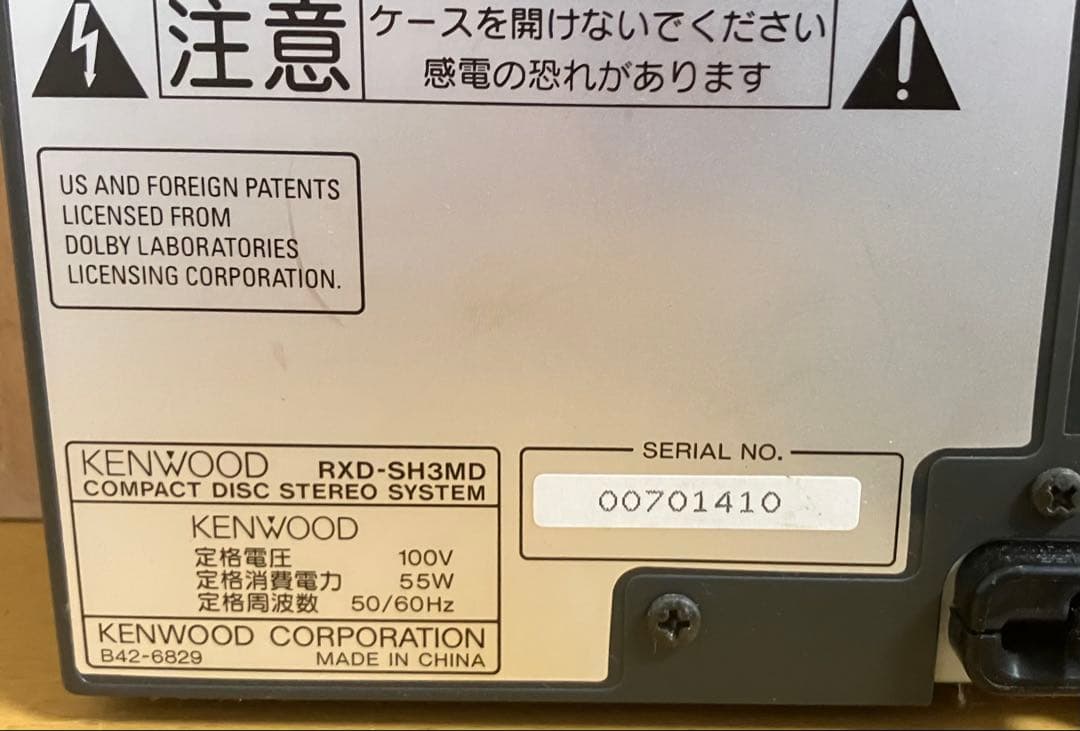 注意
ケースを開けないでください
感電の恐れがあります
US AND FOREIGN PATENTS
LICENSED FROM
DOLBY LABORATORIES
LICENSING CORPORATION.
KENWOOD RXD-SH3MD
COMPACT DISC STEREO SYSTEM
KENWOOD
定格電圧 100V
定格消費電力 55W
定格周波数 50/60Hz
KENWOOD CORPORATION
B42-6829 MADE IN CHINA
SERIAL NO.
00701410